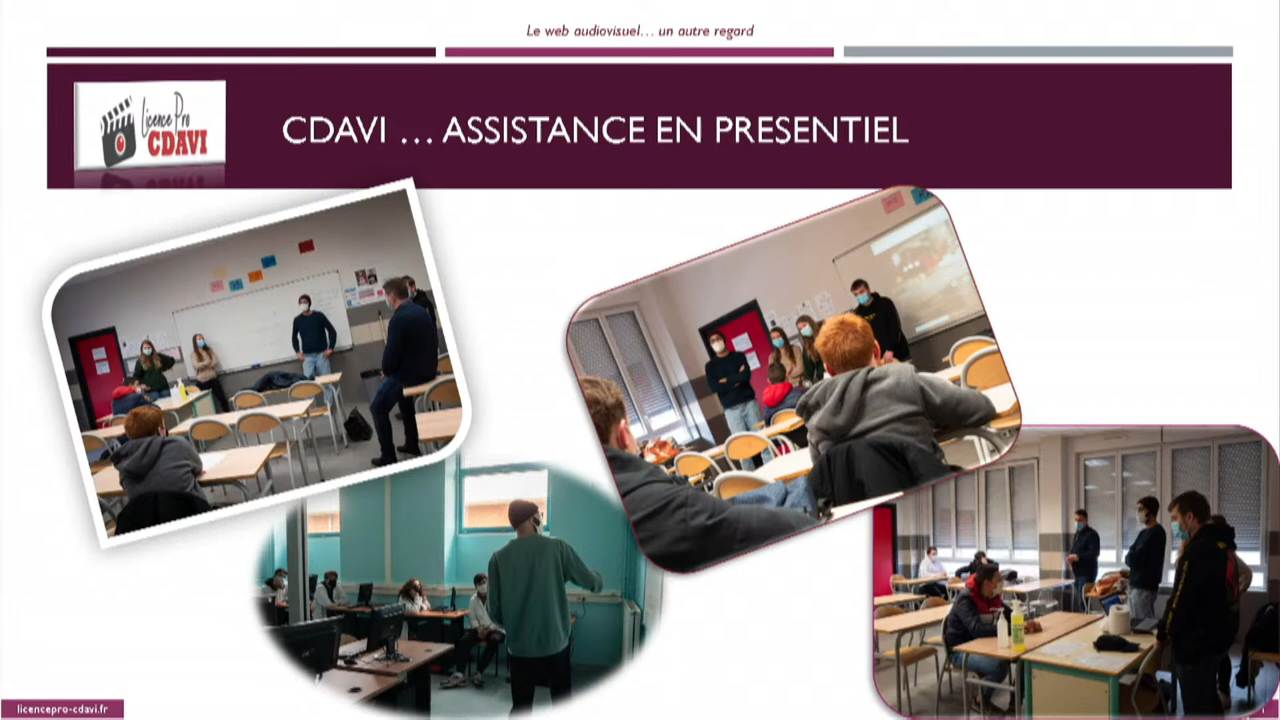 Le web audiovisuel... un autre regard
Licence Pro
CDAVI
CDAVI ... ASSISTANCE EN PRESENTIEL
licencepro-cdavi.fr